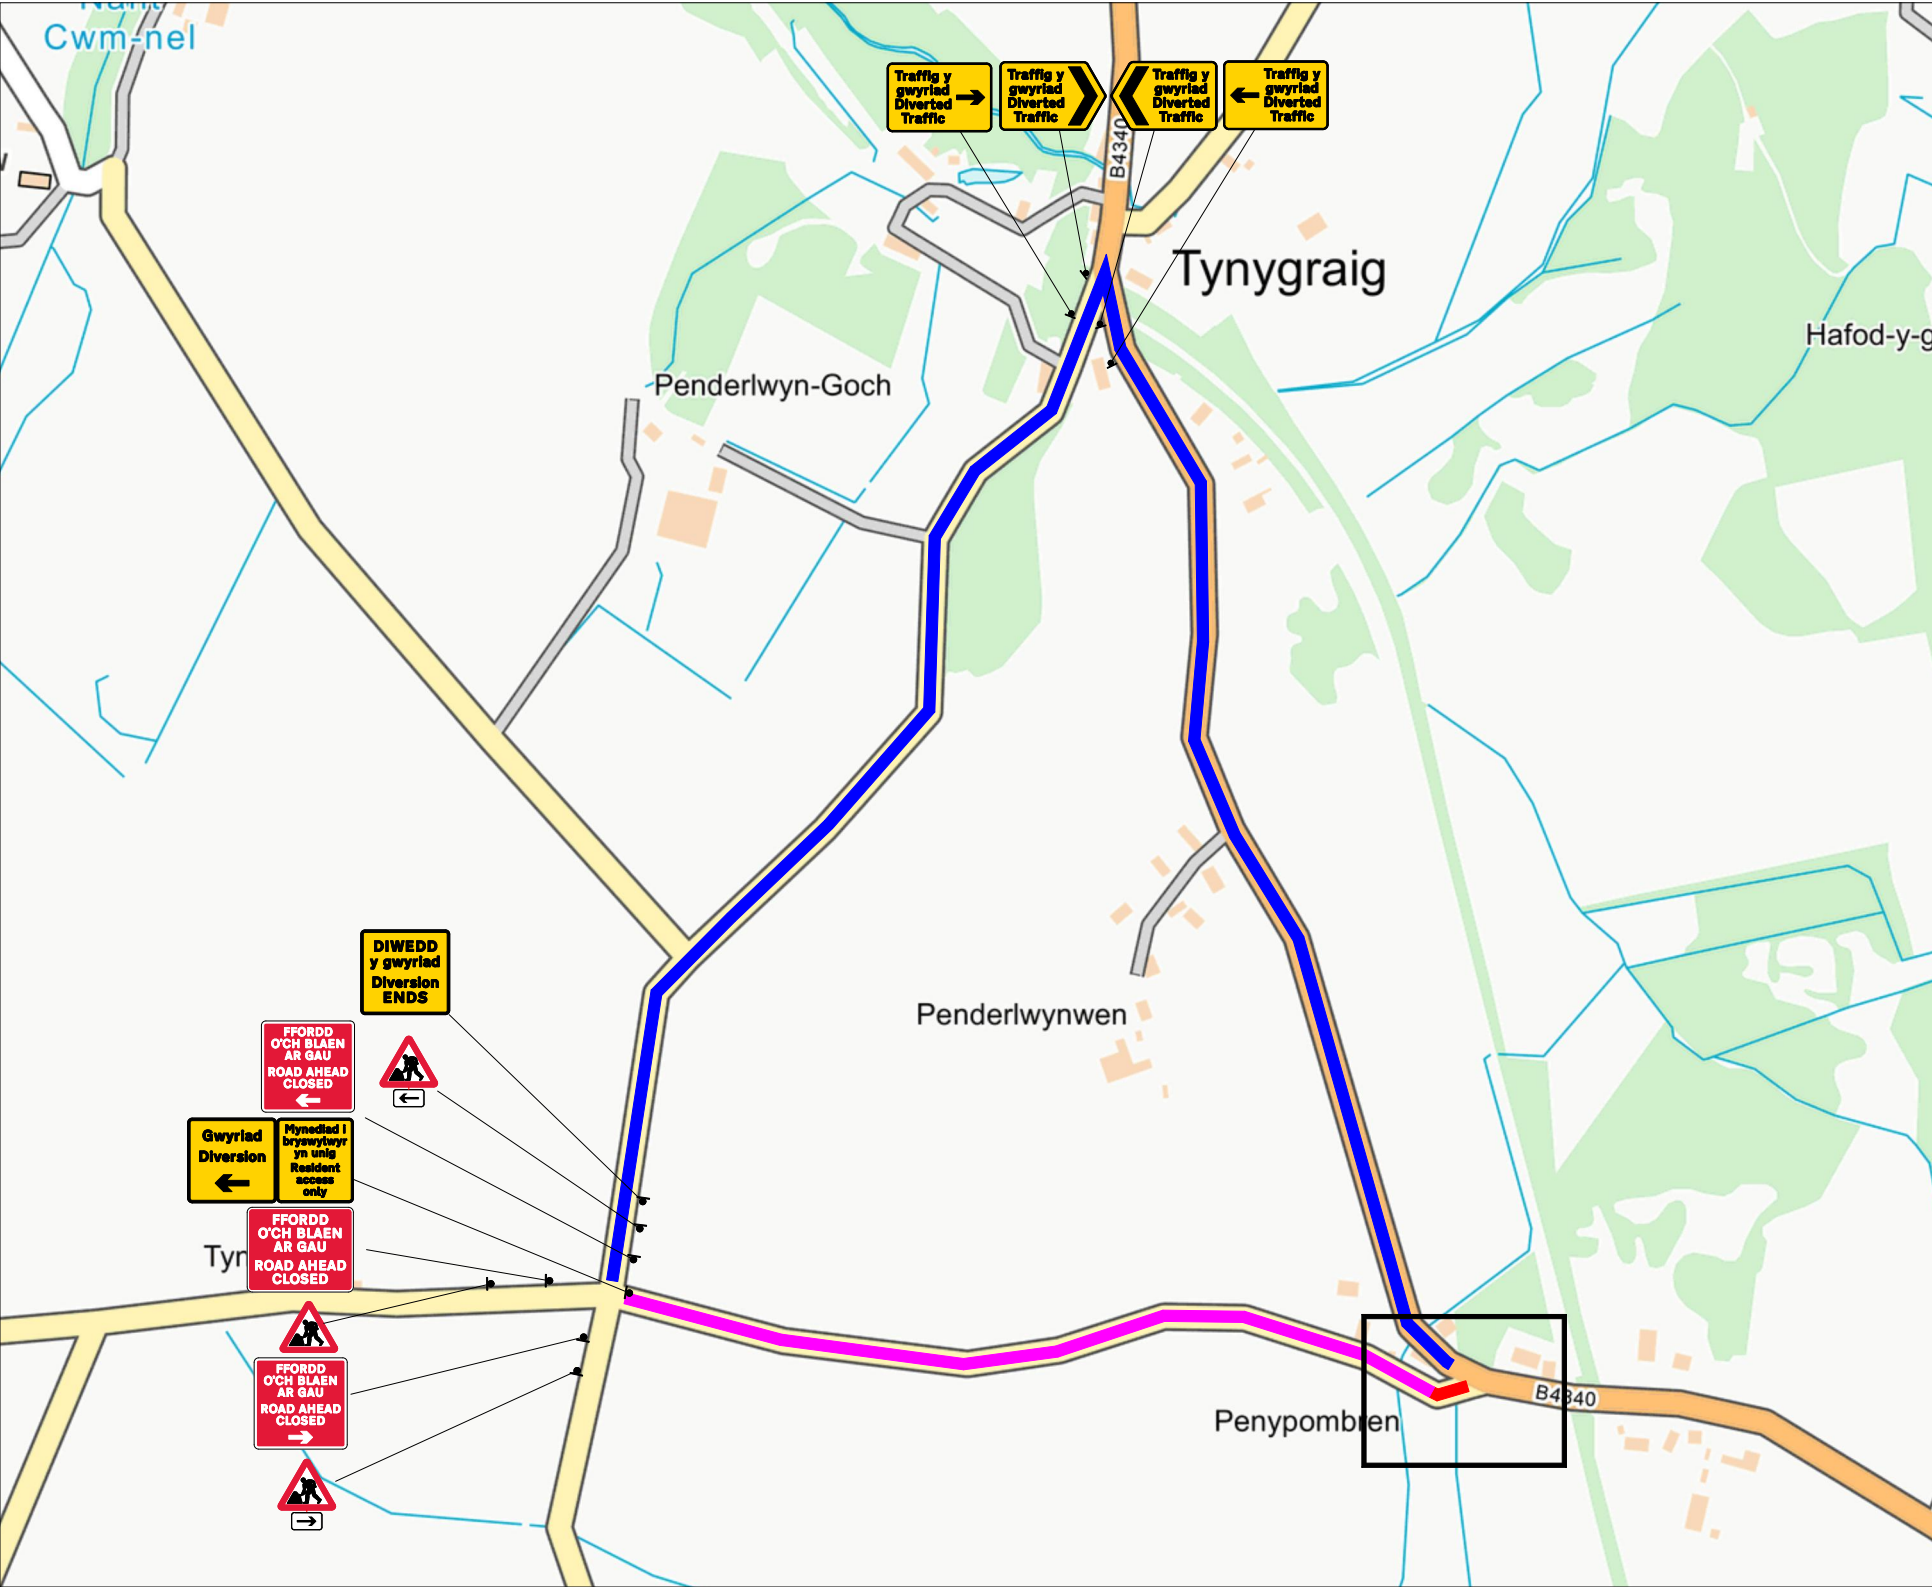 Nant
Cwm-nel
Traffig y
gwyriad
Diverted
Traffic
Traffig y
gwyriad
Diverted
Traffic
Traffig y
gwyriad
Diverted
Traffic
Traffig y
gwyriad
Diverted
Traffic
B4340
Tynygraig
Hafod-y-g
Penderlwyn-Goch
DIWEDD
y gwyriad
Diversion
ENDS
Penderlwynwen
FFORDD
O'CH BLAEN
AR GAU
ROAD AHEAD
CLOSED
Gwyriad
Diversion
Mynediad i
bryswylwyr
yn unig
Resident
access
only
Tyn
FFORDD
O'CH BLAEN
AR GAU
ROAD AHEAD
CLOSED
FFORDD
O'CH BLAEN
AR GAU
ROAD AHEAD
CLOSED
Penypombren
B4340